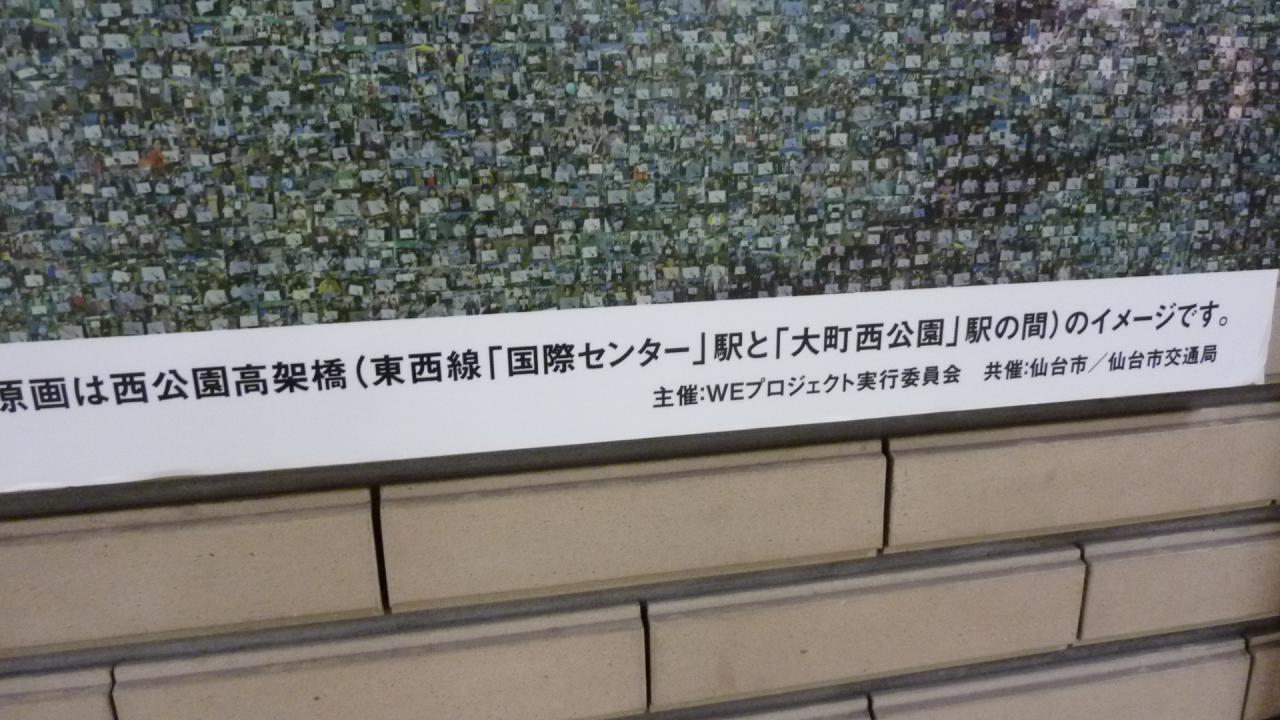 原画は西公園高架橋(東西線「国際センター」駅と「大町西公園」駅の間)のイメージです。
主催:WEプロジェクト実行委員会　共催:仙台市／仙台市交通局